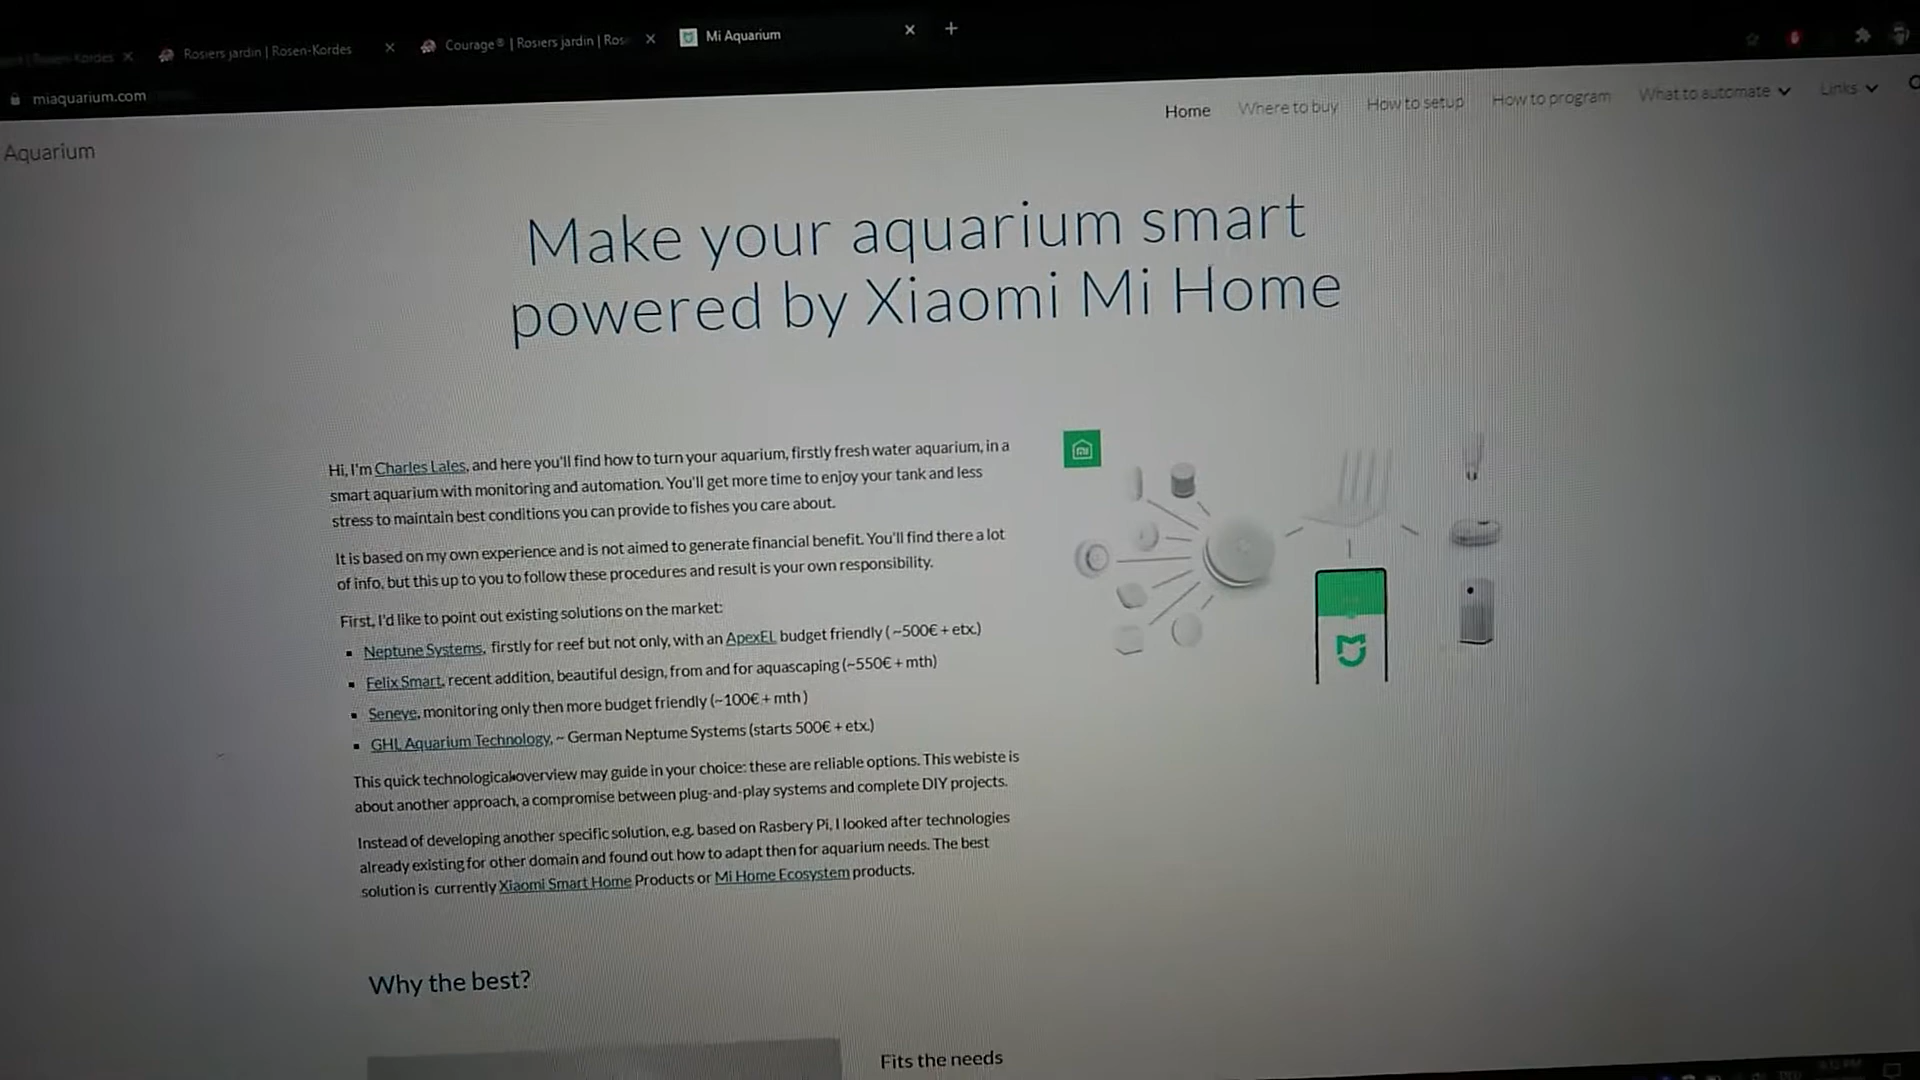 Rosen-Kordes
Rosiers jardin | Rosen-Kordes
Courage® | Rosiers jardin | Ros
Mi Aquarium
miaquarium.com
Home Where to buy How to setup How to program What to automate Links
Aquarium
Make your aquarium smart
powered by Xiaomi Mi Home
Hi, I'm Charles Lales, and here you'll find how to turn your aquarium, firstly fresh water aquarium, in a
smart aquarium with monitoring and automation. You'll get more time to enjoy your tank and less
stress to maintain best conditions you can provide to fishes you care about.
It is based on my own experience and is not aimed to generate financial benefit. You'll find there a lot
of info, but this up to you to follow these procedures and result is your own responsibility.
First, I'd like to point out existing solutions on the market:
Neptune Systems, firstly for reef but not only, with an ApexEL budget friendly ( ~500€ + etx.)
Felix Smart, recent addition, beautiful design, from and for aquascaping (~550€ + mth)
Seneye, monitoring only then more budget friendly (~100€ + mth )
GHL Aquarium Technology, ~ German Neptume Systems (starts 500€ + etx.)
This quick technological overview may guide in your choice: these are reliable options. This webiste is
about another approach, a compromise between plug-and-play systems and complete DIY projects.
Instead of developing another specific solution, e.g. based on Rasbery Pi, I looked after technologies
already existing for other domain and found out how to adapt then for aquarium needs. The best
solution is currently Xiaomi Smart Home Products or Mi Home Ecosystem products.
Why the best?
Fits the needs